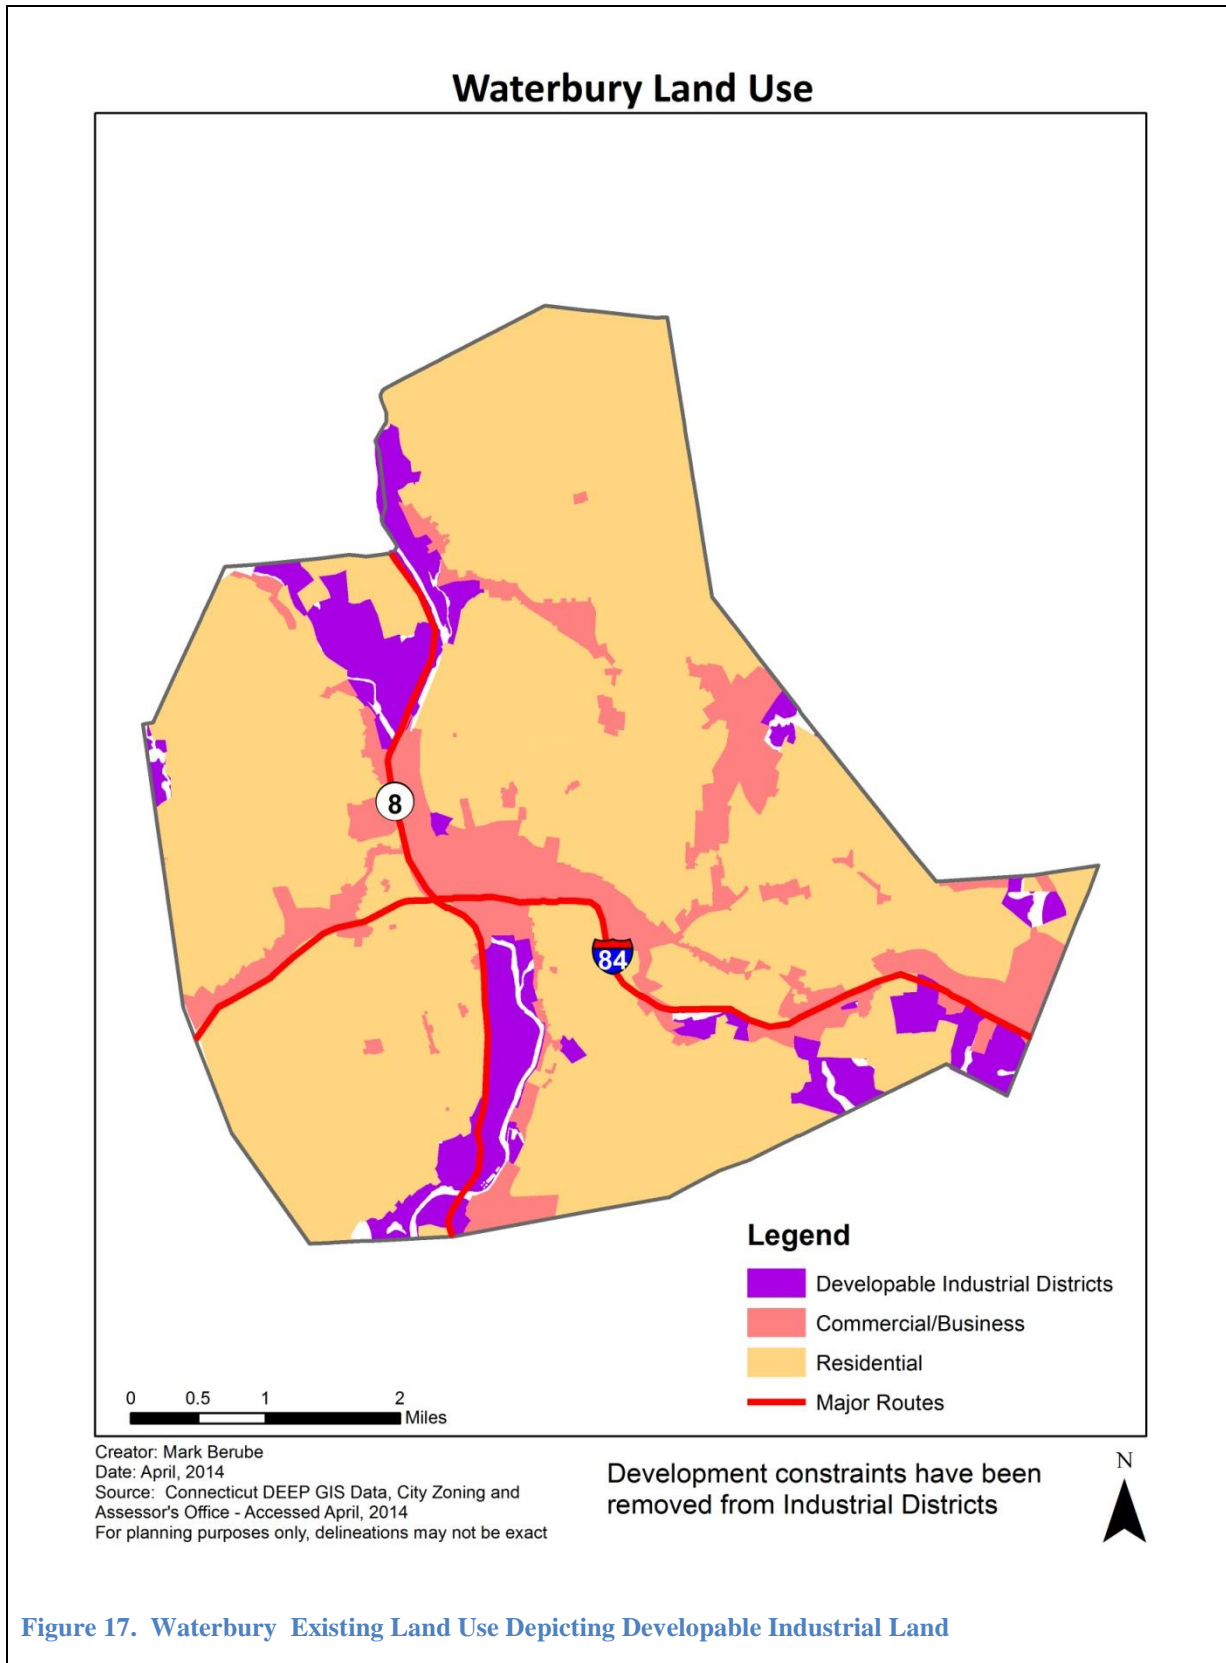 Waterbury Land Use
8
84
Legend
Developable Industrial Districts
Commercial/Business
Residential
Major Routes
0 0.5 1 2
Miles
Creator: Mark Berube
Date: April, 2014
Source: Connecticut DEEP GIS Data, City Zoning and
Assessor's Office - Accessed April, 2014
For planning purposes only, delineations may not be exact
Development constraints have been
removed from Industrial Districts
N
Figure 17. Waterbury Existing Land Use Depicting Developable Industrial Land